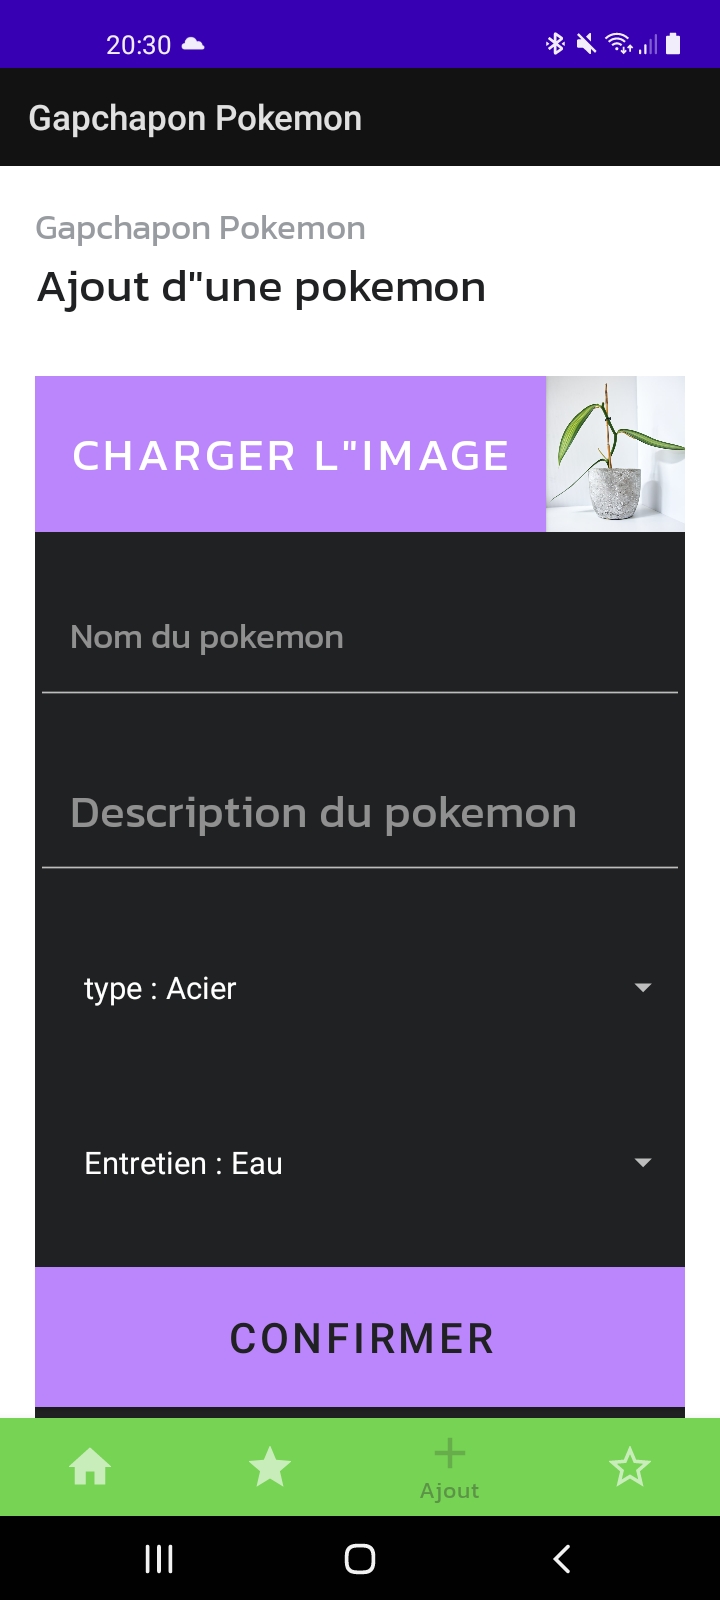 20:30
Gapchapon Pokemon
Gapchapon Pokemon
Ajout d"une pokemon
CHARGER L"IMAGE
Nom du pokemon
Description du pokemon
type : Acier
Entretien : Eau
CONFIRMER
Ajout